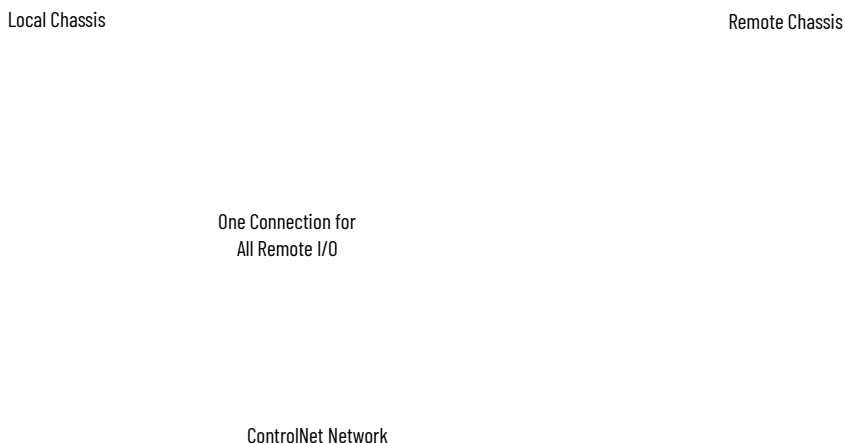 Local Chassis
Remote Chassis
One Connection for
All Remote I/O
ControlNet Network